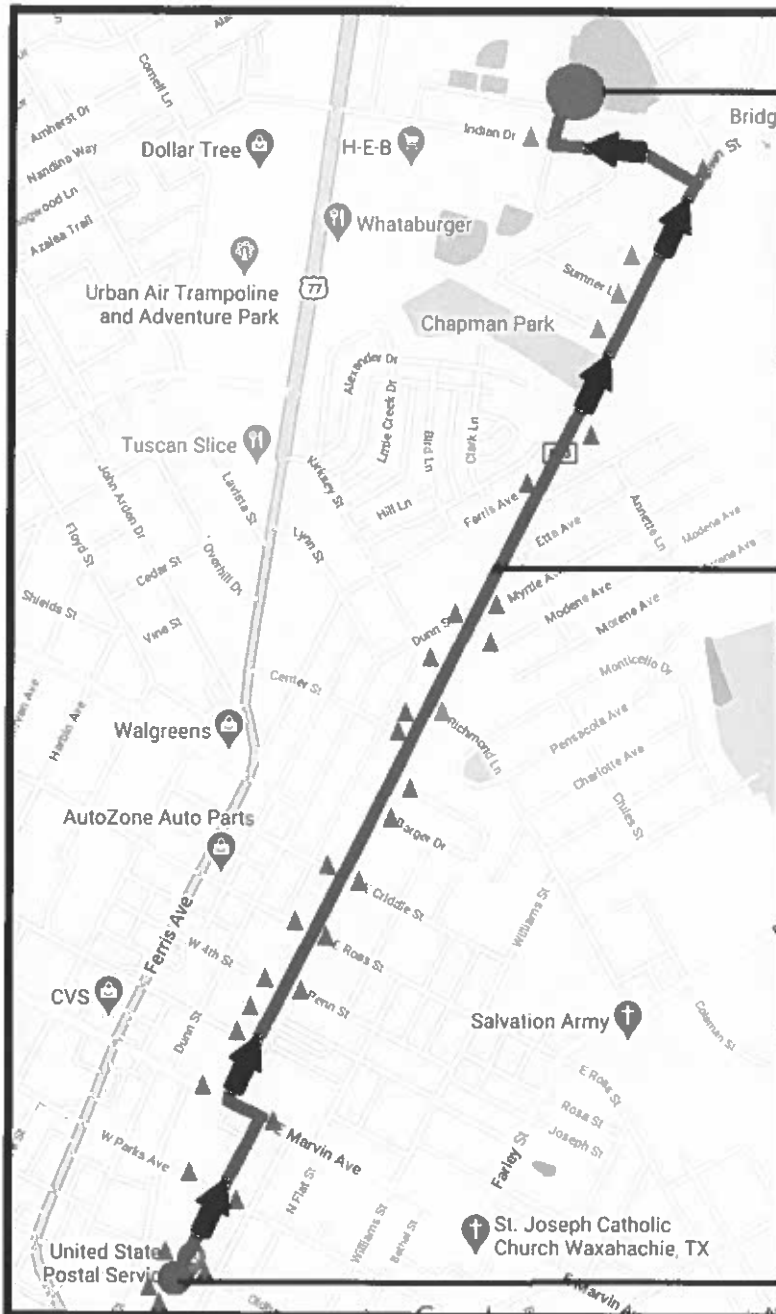 Cornell Ln
Amherst Dr
Nandina Way
Azalea Trail
Dollar Tree
H-E-B
Indian Dr
Bridg
Whataburger
77
Urban Air Trampoline
and Adventure Park
Sumner L
Chapman Park
Alexander Dr
Little Creek Dr
Bird Ln
Clark Ln
Tuscan Slice
Kirksey St
Lavista St
John Arden Dr
Hill Ln
Farris Ave
Annette Ln
Etta Ave
Modena Ave
Floyd St
Cedar St
Overhill Dr
Lynn St
Shields St
Vine St
Myrtle Ave
Modena Ave
Morene Ave
Dunn St
Monticello Dr
Center St
Harbin Ave
Walgreens
Richmond Ln
Pensacola Ave
Charlotte Ave
Chutes St
AutoZone Auto Parts
Barger Dr
Criddle St
Williams St
Ferris Ave
W 4th St
E Ross St
CVS
Penn St
Dunn St
Salvation Army
Coleman St
E Ross St
Rosa St
Joseph St
Farley St
E Marvin Ave
W Parks Ave
N Flat St
Williams St
Bethel St
St. Joseph Catholic
Church Waxahachie, TX
United State
Postal Servic
E Marvin A